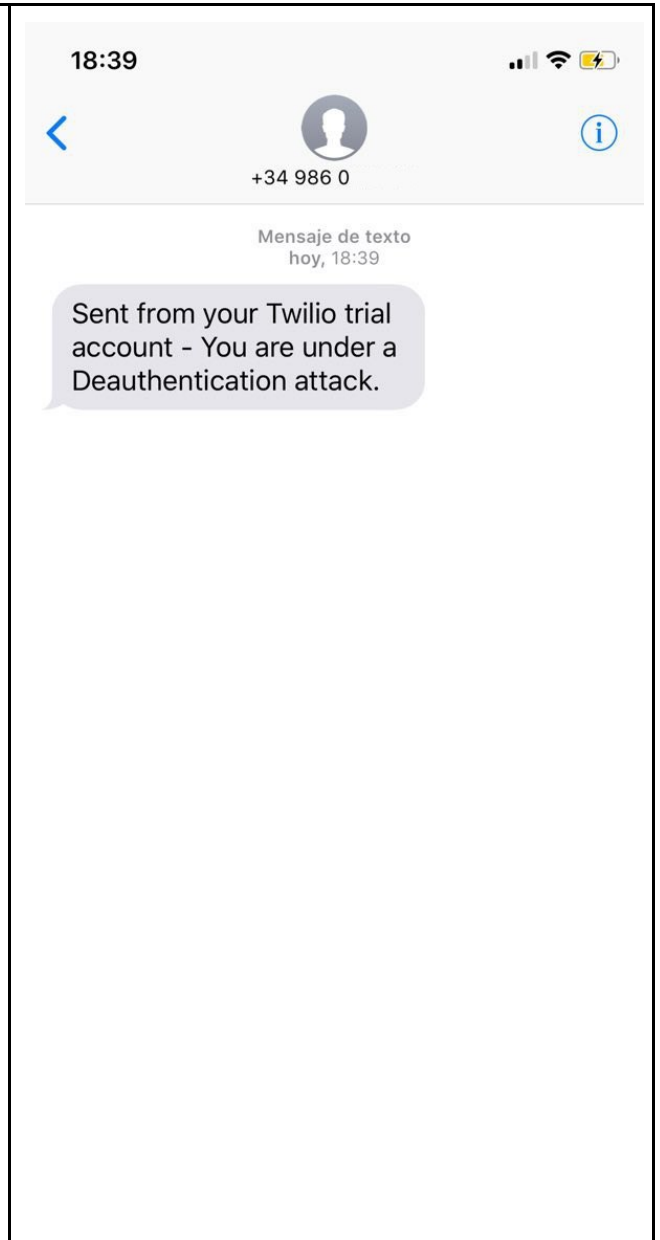 18:39
+34 986 0
Mensaje de texto
hoy, 18:39
Sent from your Twilio trial
account - You are under a
Deauthentication attack.